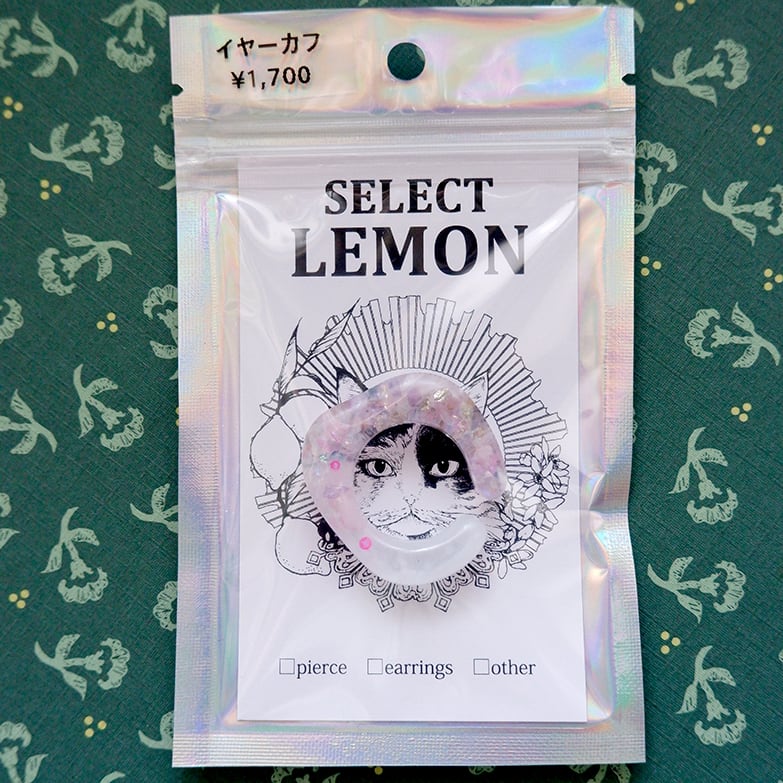 イヤーカフ
¥1,700
SELECT
LEMON
□pierce □earrings □other